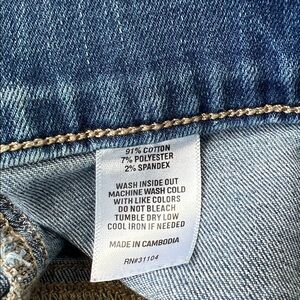 91% COTTON
7% POLYESTER
2% SPANDEX
WASH INSIDE OUT
MACHINE WASH COLD
WITH LIKE COLORS
DO NOT BLEACH
TUMBLE DRY LOW
COOL IRON IF NEEDED
MADE IN CAMBODIA
RN#31104